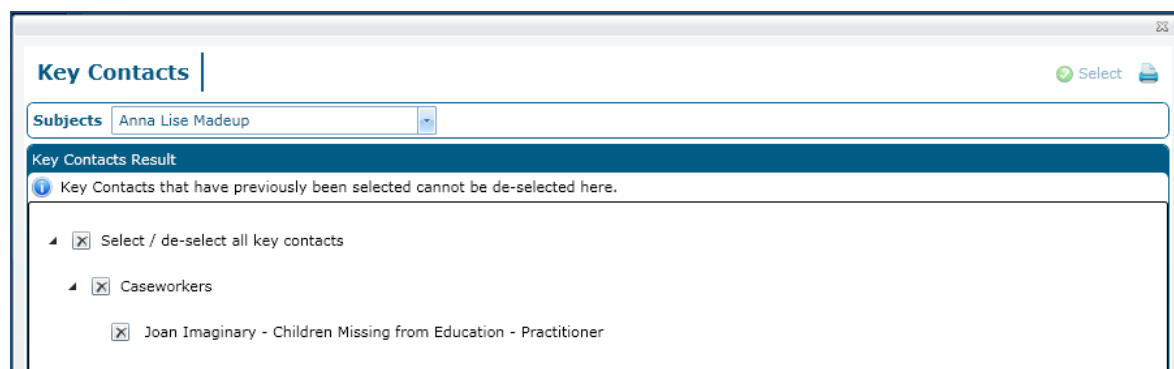 Key Contacts
Select
Subjects Anna Lise Madeup
Key Contacts Result
Key Contacts that have previously been selected cannot be de-selected here.
Select / de-select all key contacts
Caseworkers
Joan Imaginary - Children Missing from Education - Practitioner